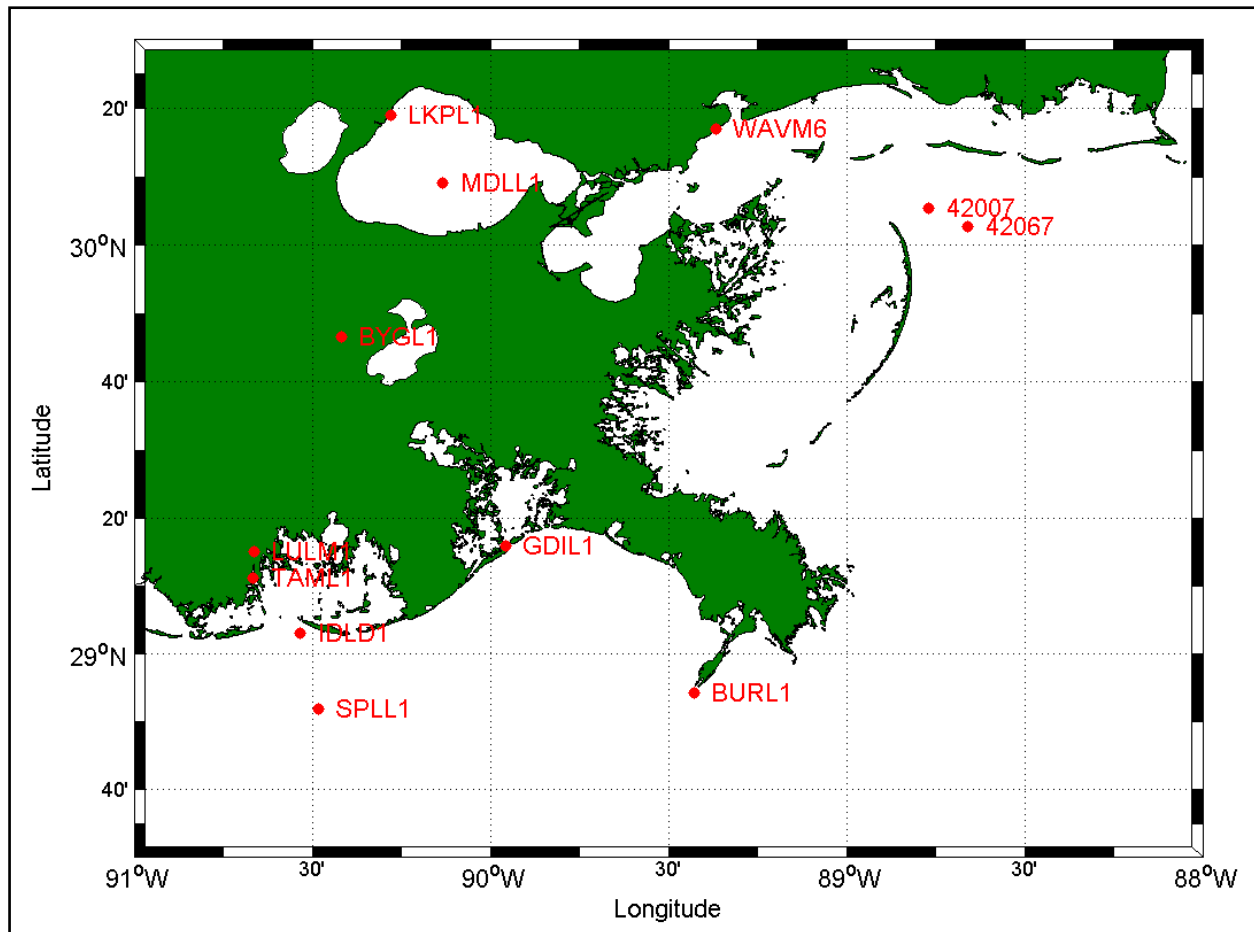 20'
LKPL1
WAVM6
MDLL1
42007
42067
30°N
BYGL1
40'
Latitude
20'
GDIL1
LULM1
TAML1
IDLD1
29°N
BURL1
SPLL1
40'
91°W
30'
90°W
30'
89°W
30'
88°W
Longitude